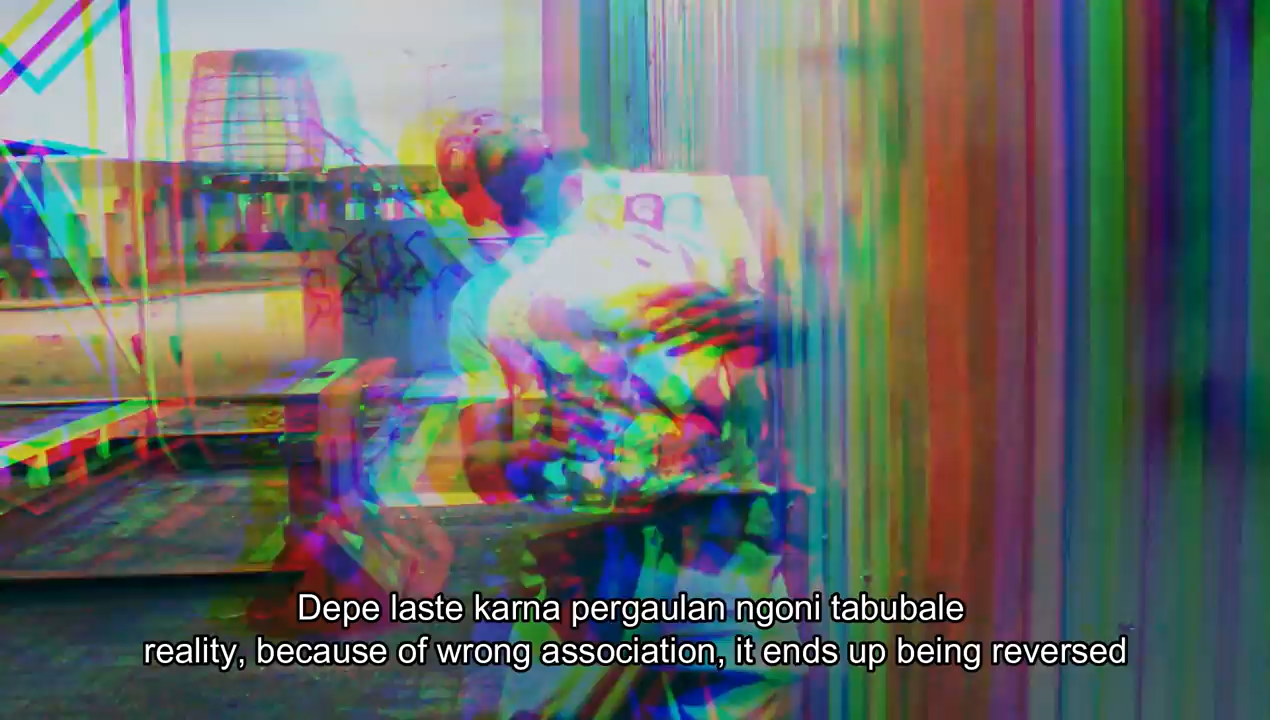 Depe laste karna pergaulan ngoni tabubale
reality, because of wrong association, it ends up being reversed